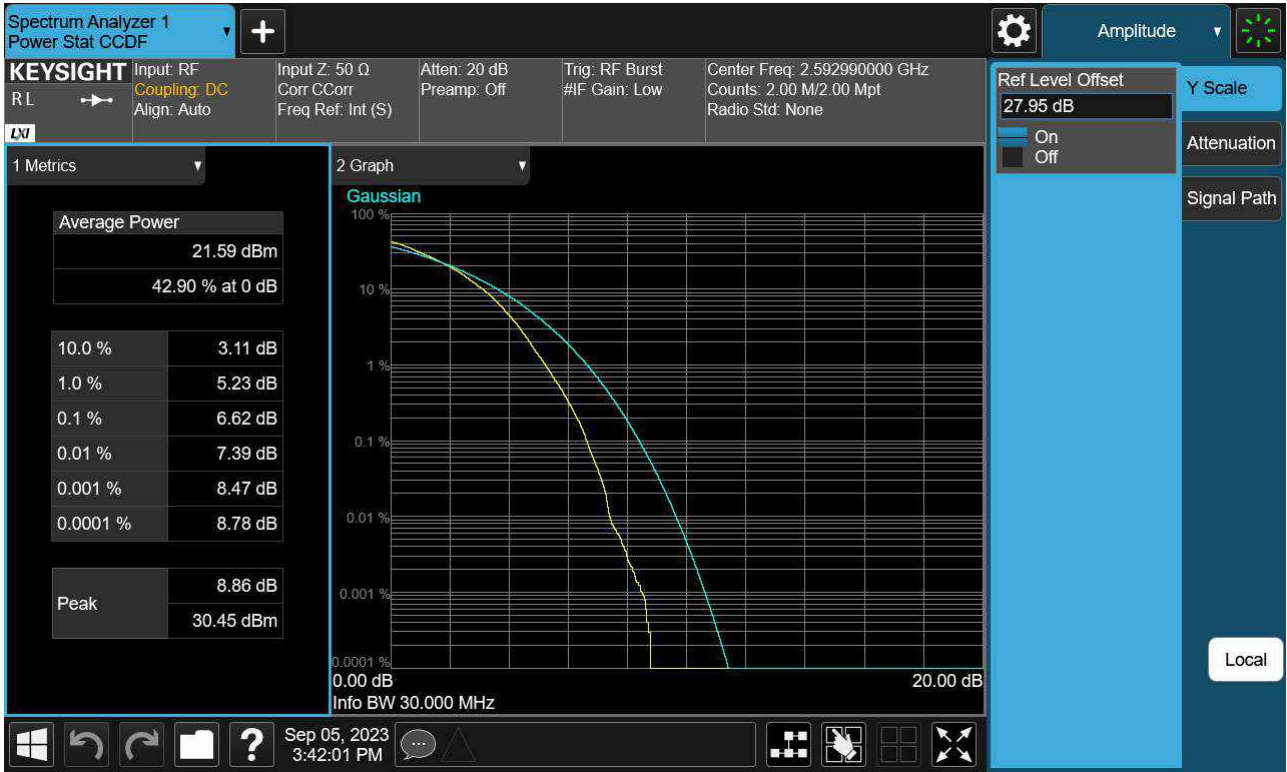 Spectrum Analyzer 1
Power Stat CCDF
▼
+
Amplitude
▼
KEYSIGHT
R L
LXI
Input: RF
Coupling: DC
Align: Auto
Input Z: 50 Ω
Corr CCorr
Freq Ref: Int (S)
Atten: 20 dB
Preamp: Off
Trig: RF Burst
#IF Gain: Low
Center Freq: 2.592990000 GHz
Counts: 2.00 M/2.00 Mpt
Radio Std: None
Ref Level Offset
27.95 dB
On
Off
Y Scale
Attenuation
Signal Path
1 Metrics
▼
Average Power
21.59 dBm
42.90 % at 0 dB
10.0 % 3.11 dB
1.0 % 5.23 dB
0.1 % 6.62 dB
0.01 % 7.39 dB
0.001 % 8.47 dB
0.0001 % 8.78 dB
Peak
8.86 dB
30.45 dBm
2 Graph
▼
Gaussian
100 %
10 %
1 %
0.1 %
0.01 %
0.001 %
0.0001 %
0.00 dB 20.00 dB
Info BW 30.000 MHz
Local
?
Sep 05, 2023
3:42:01 PM